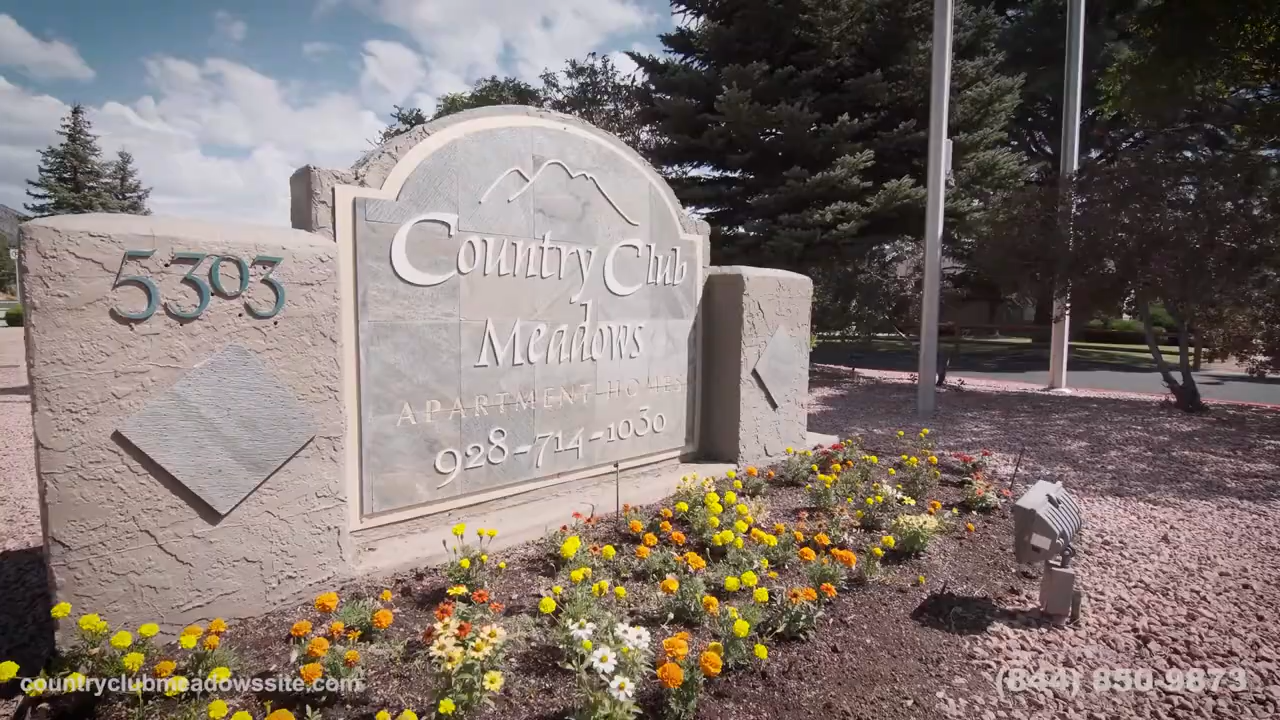 5303
Country Club
Meadows
APARTMENT HOMES
928-714-1030
countryclubmeadowssite.com
(844) 850-9873